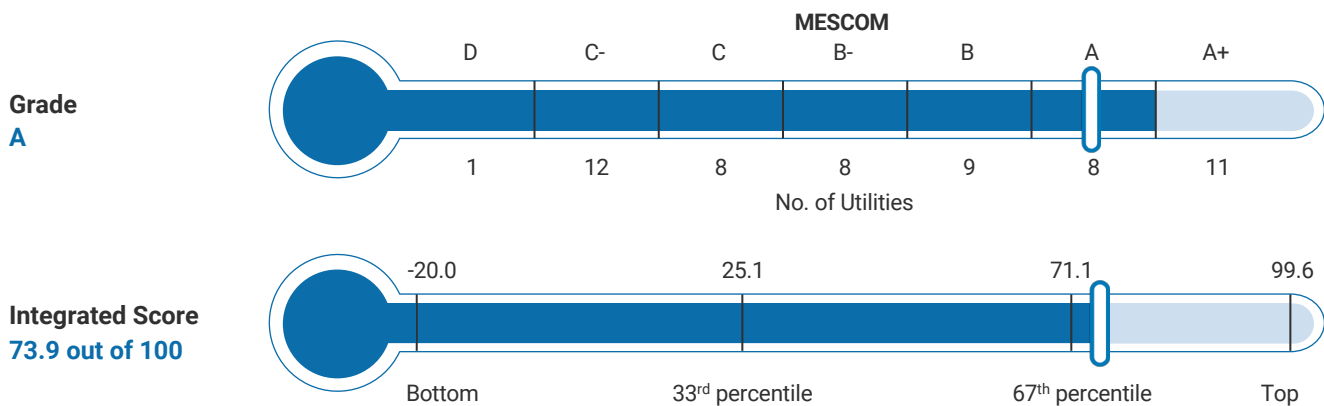 MESCOM
D C- C B- B A A+
Grade
A
1 12 8 8 9 8 11
No. of Utilities
-20.0 25.1 71.1 99.6
Integrated Score
73.9 out of 100
Bottom 33rd percentile 67th percentile Top